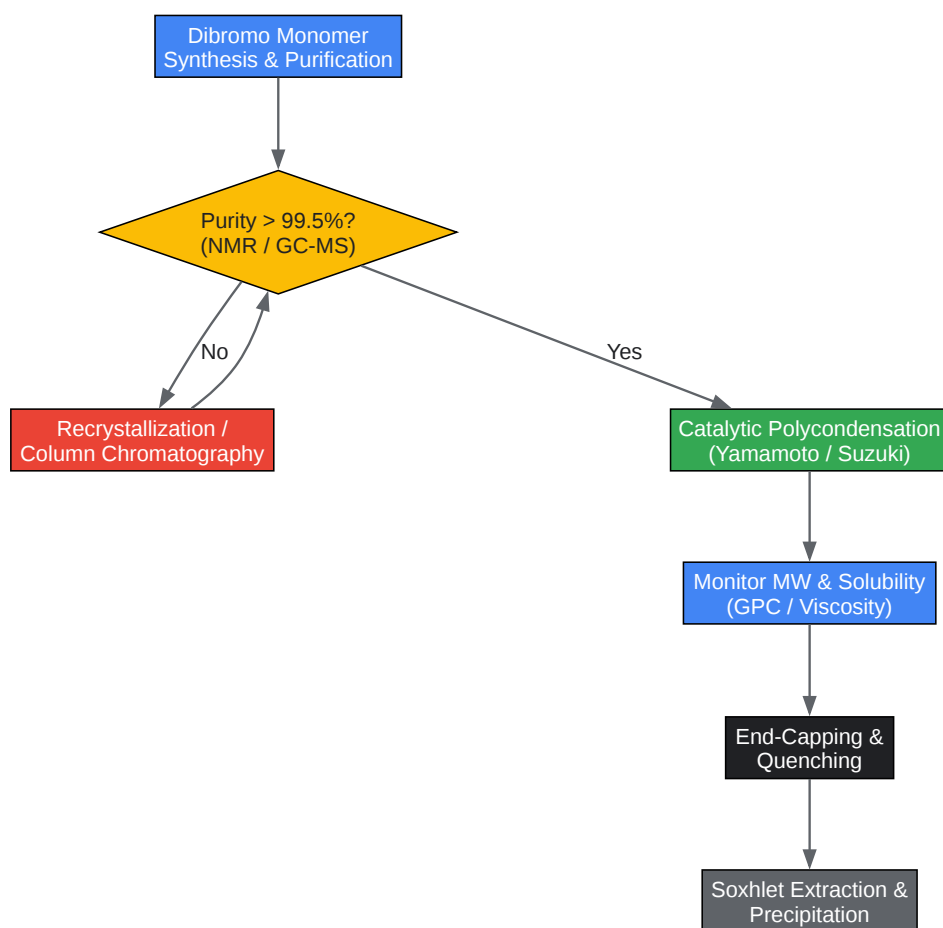 Dibromo Monomer
Synthesis & Purification
Purity > 99.5%?
(NMR / GC-MS)
No
Yes
Recrystallization /
Column Chromatography
Catalytic Polycondensation
(Yamamoto / Suzuki)
Monitor MW & Solubility
(GPC / Viscosity)
End-Capping &
Quenching
Soxhlet Extraction &
Precipitation